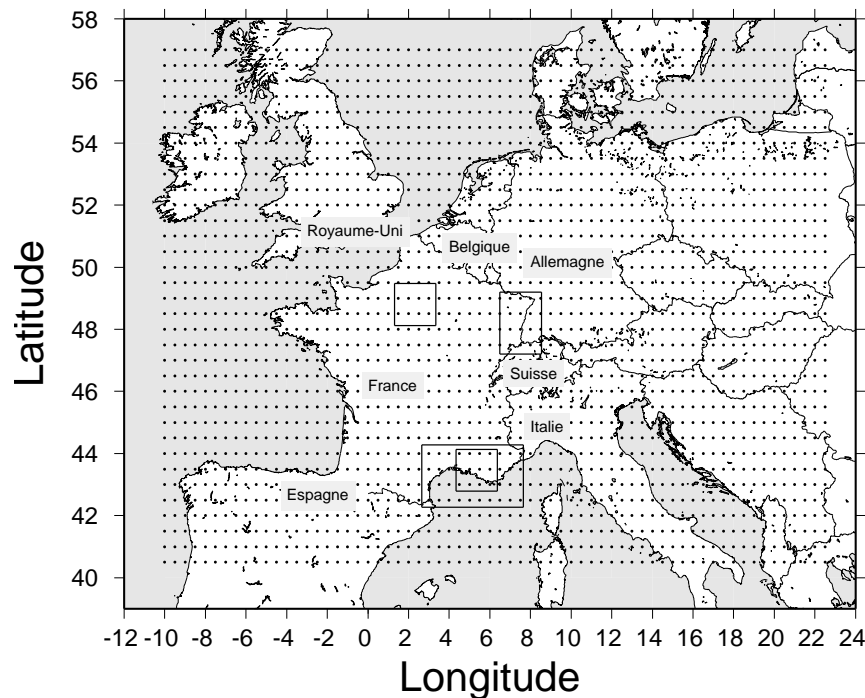 58
56
54
52
50
48
46
44
42
40
Latitude
Royaume-Uni
Belgique
Allemagne
Suisse
France
Italie
Espagne
-12 -10 -8 -6 -4 -2 0 2 4 6 8 10 12 14 16 18 20 22 24
Longitude